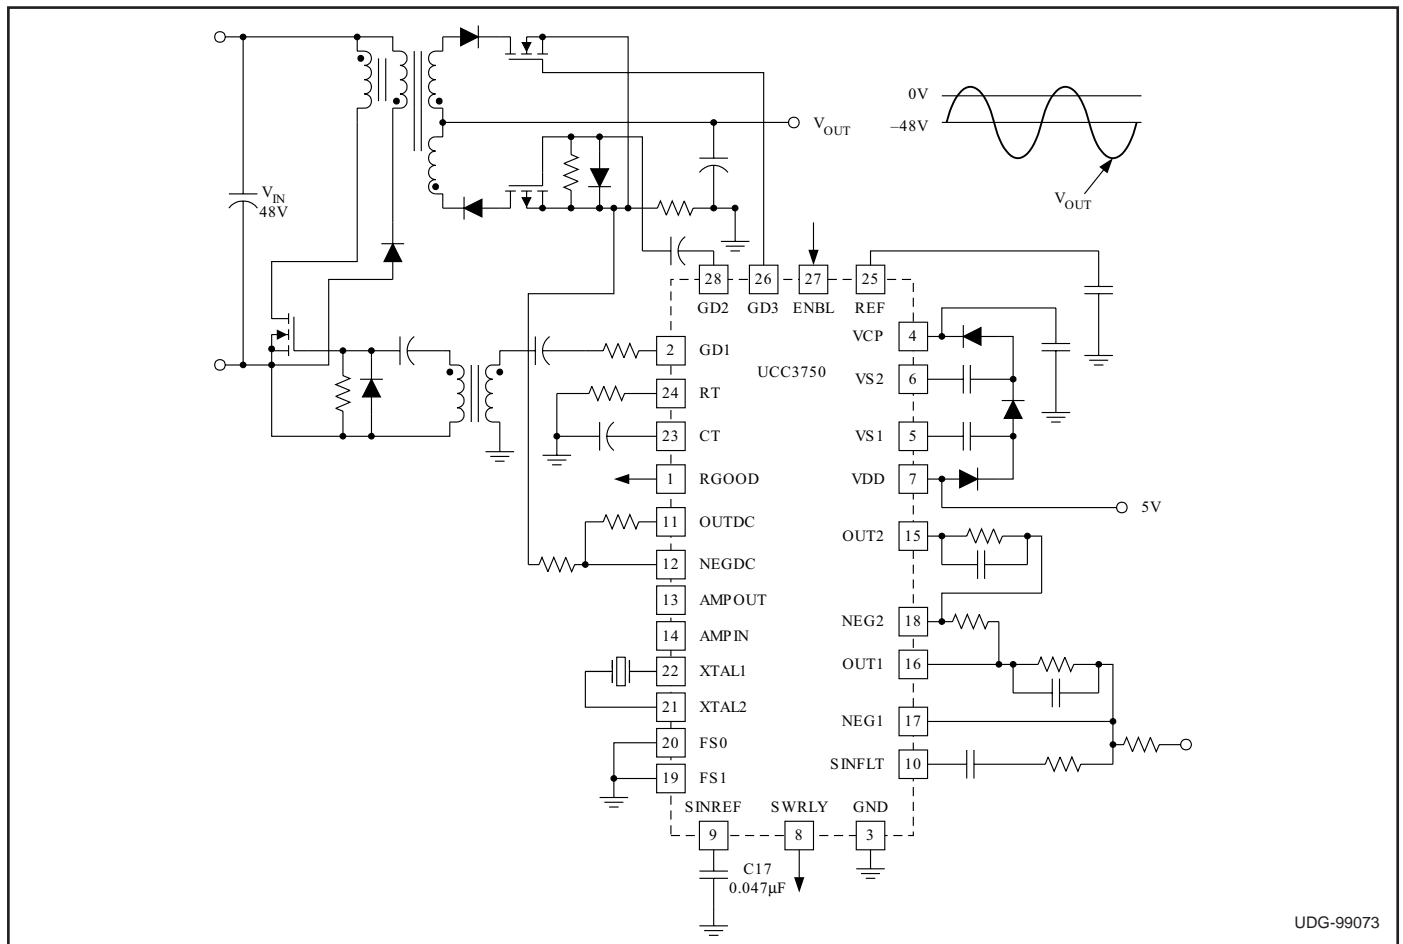 0V
–48V
V_OUT
V_OUT
V_IN
48V
28 26 27 25
GD2 GD3 ENBL REF
4 VCP
2 GD1
UCC3750
6 VS2
24 RT
5 VS1
23 CT
1 RGOOD
7 VDD
5V
11 OUTDC
15 OUT2
12 NEGDC
13 AMPOUT
18 NEG2
14 AMPIN
16 OUT1
22 XTAL1
21 XTAL2
17 NEG1
20 FS0
10 SINFLT
19 FS1
SINREF SWRLY GND
9 8 3
C17
0.047µF
UDG-99073